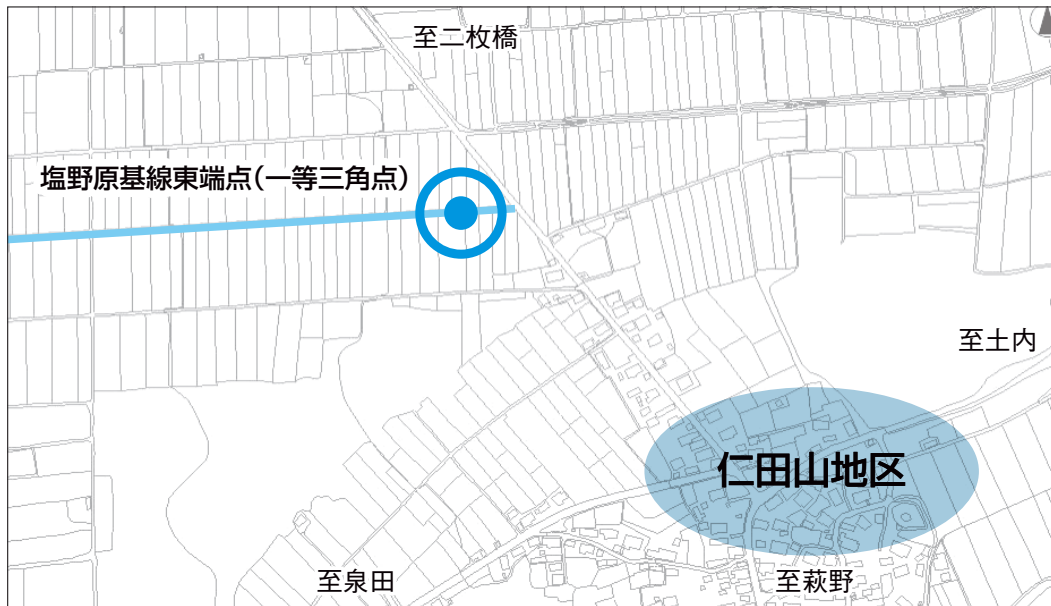 至二枚橋
塩野原基線東端点(一等三角点)
至土内
仁田山地区
至泉田
至萩野